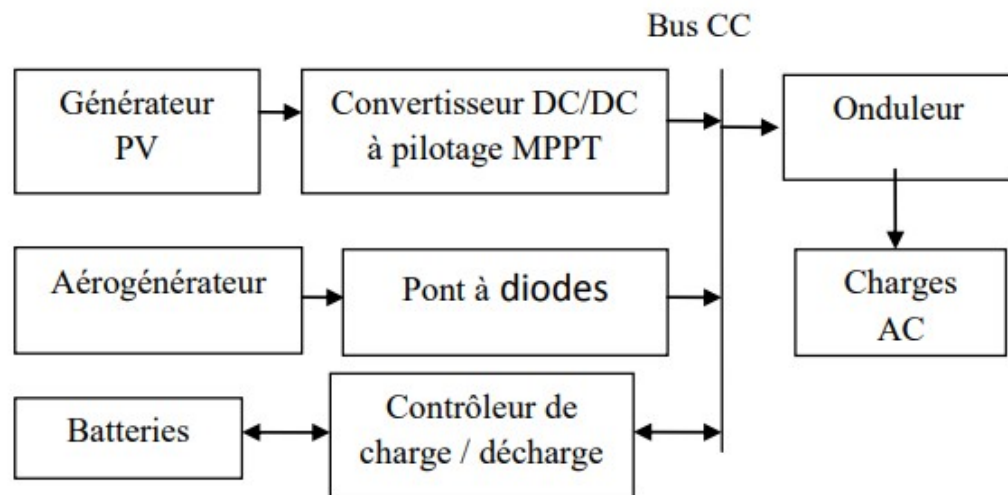 Bus CC
Générateur
PV
Convertisseur DC/DC
à pilotage MPPT
Onduleur
Aérogénérateur
Pont à diodes
Charges
AC
Batteries
Contrôleur de
charge / décharge